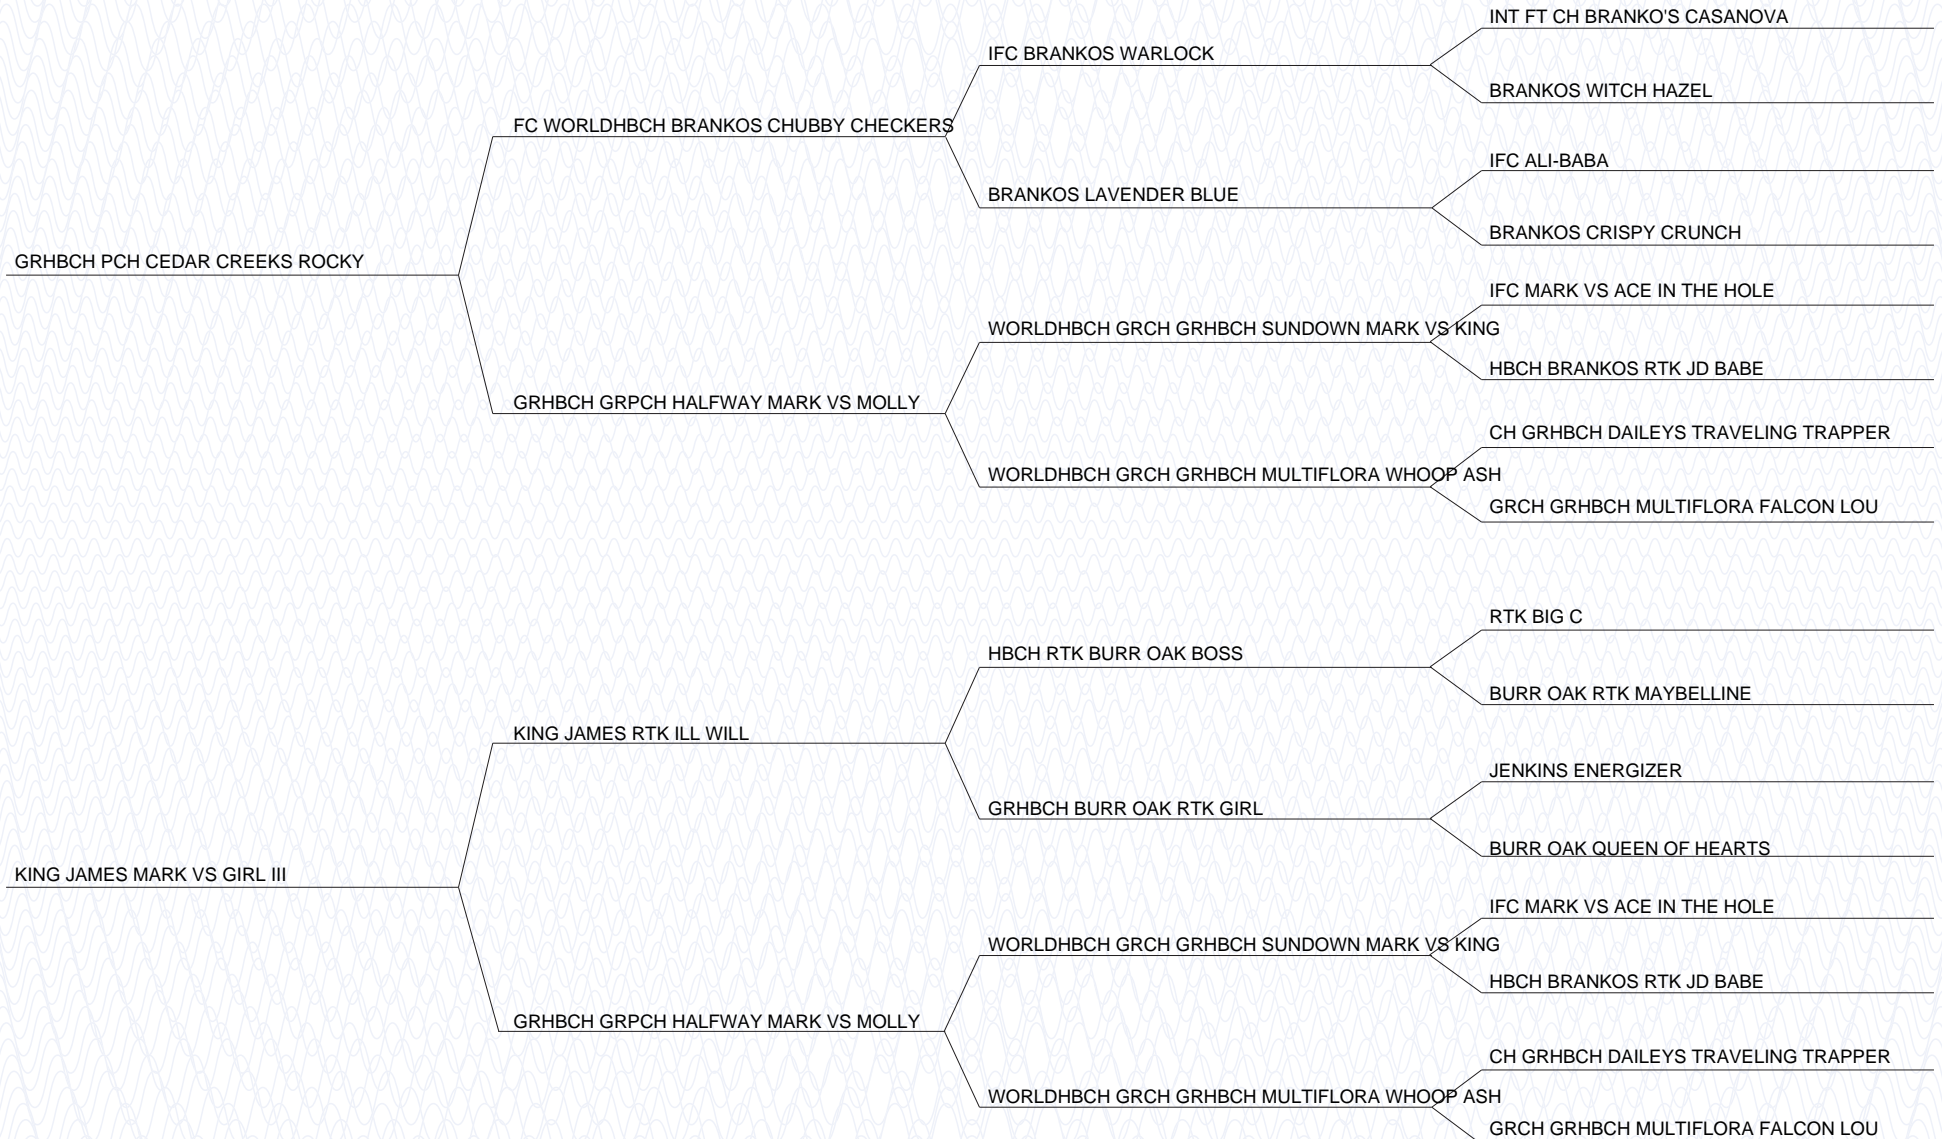 INT FT CH BRANKO'S CASANOVA
IFC BRANKOS WARLOCK
BRANKOS WITCH HAZEL
FC WORLDHBCH BRANKOS CHUBBY CHECKERS
IFC ALI-BABA
BRANKOS LAVENDER BLUE
BRANKOS CRISPY CRUNCH
GRHBCH PCH CEDAR CREEKS ROCKY
IFC MARK VS ACE IN THE HOLE
WORLDHBCH GRCH GRHBCH SUNDOWN MARK VS KING
HBCH BRANKOS RTK JD BABE
GRHBCH GRPCH HALFWAY MARK VS MOLLY
CH GRHBCH DAILEYS TRAVELING TRAPPER
WORLDHBCH GRCH GRHBCH MULTIFLORA WHOOP ASH
GRCH GRHBCH MULTIFLORA FALCON LOU
RTK BIG C
HBCH RTK BURR OAK BOSS
BURR OAK RTK MAYBELLINE
KING JAMES RTK ILL WILL
JENKINS ENERGIZER
GRHBCH BURR OAK RTK GIRL
BURR OAK QUEEN OF HEARTS
KING JAMES MARK VS GIRL III
IFC MARK VS ACE IN THE HOLE
WORLDHBCH GRCH GRHBCH SUNDOWN MARK VS KING
HBCH BRANKOS RTK JD BABE
GRHBCH GRPCH HALFWAY MARK VS MOLLY
CH GRHBCH DAILEYS TRAVELING TRAPPER
WORLDHBCH GRCH GRHBCH MULTIFLORA WHOOP ASH
GRCH GRHBCH MULTIFLORA FALCON LOU